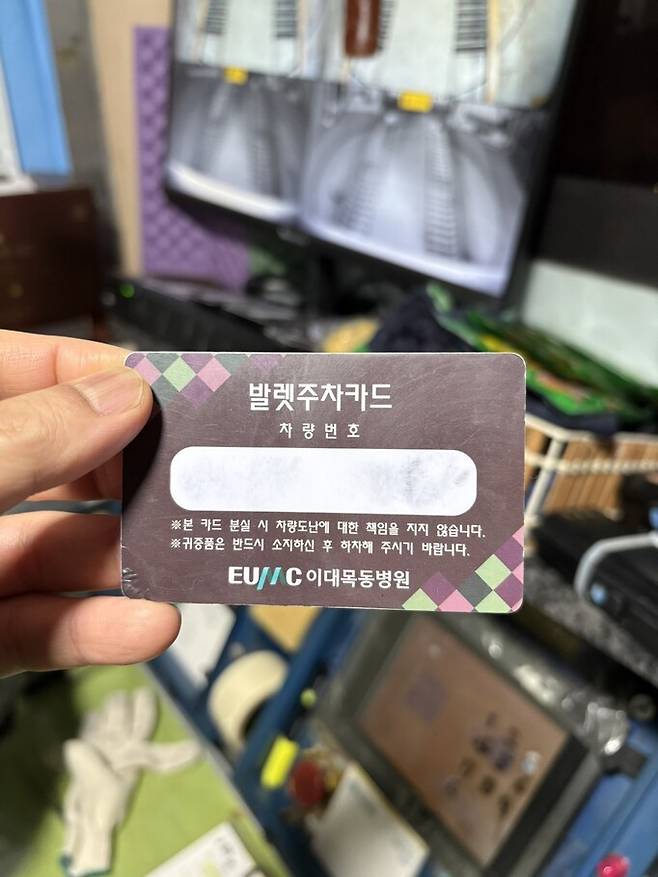 발렛주차카드
차량번호
※본 카드 분실 시 차량도난에 대한 책임을 지지 않습니다.
※귀중품은 반드시 소지하신 후 하차해 주시기 바랍니다.
EUMC 이대목동병원